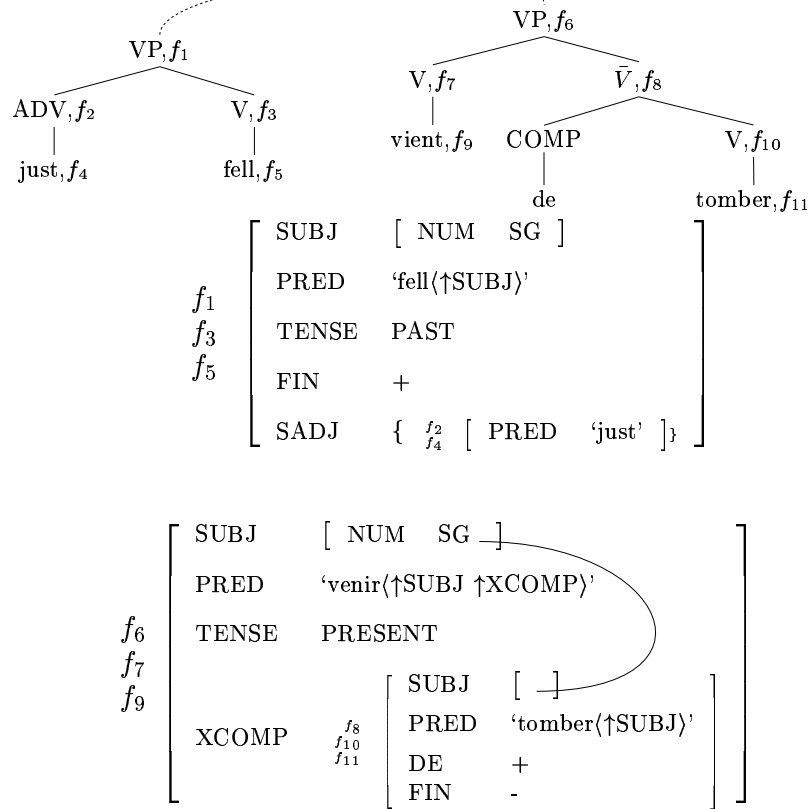 VP,f₁ VP,f₆
ADV,f₂ V,f₃ V,f₇ V̄,f₈
just,f₄ fell,f₅ vient,f₉ COMP V,f₁₀
de tomber,f₁₁
SUBJ [ NUM SG ]
PRED ‘fell⟨↑SUBJ⟩’
f₁
f₃ TENSE PAST
f₅
FIN +
SADJ { f₂ f₄ [ PRED ‘just’ ] }
SUBJ [ NUM SG ]
PRED ‘venir⟨↑SUBJ ↑XCOMP⟩’
f₆ TENSE PRESENT
f₇
f₉ SUBJ [ ]
XCOMP f₈ f₁₀ f₁₁ PRED ‘tomber⟨↑SUBJ⟩’
DE +
FIN -